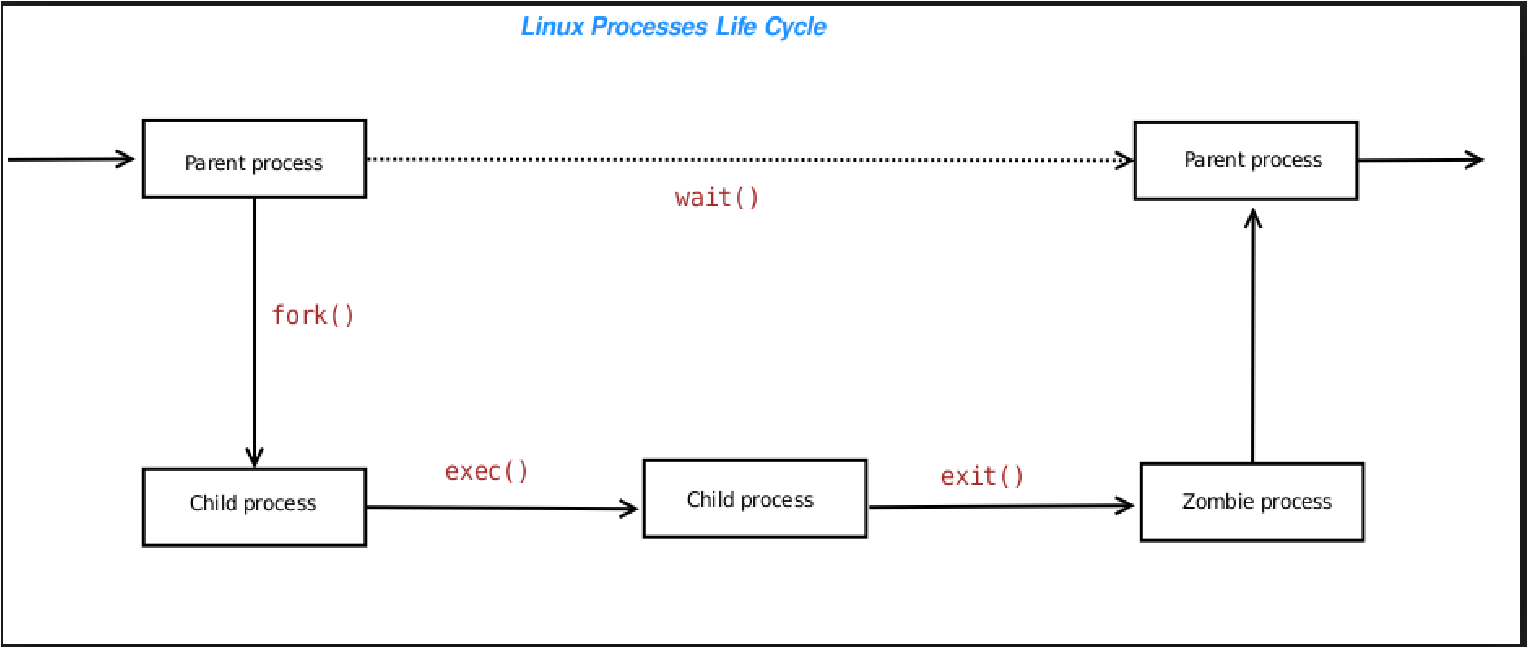 Linux Processes Life Cycle
Parent process
Parent process
wait()
fork()
exec()
exit()
Child process
Child process
Zombie process